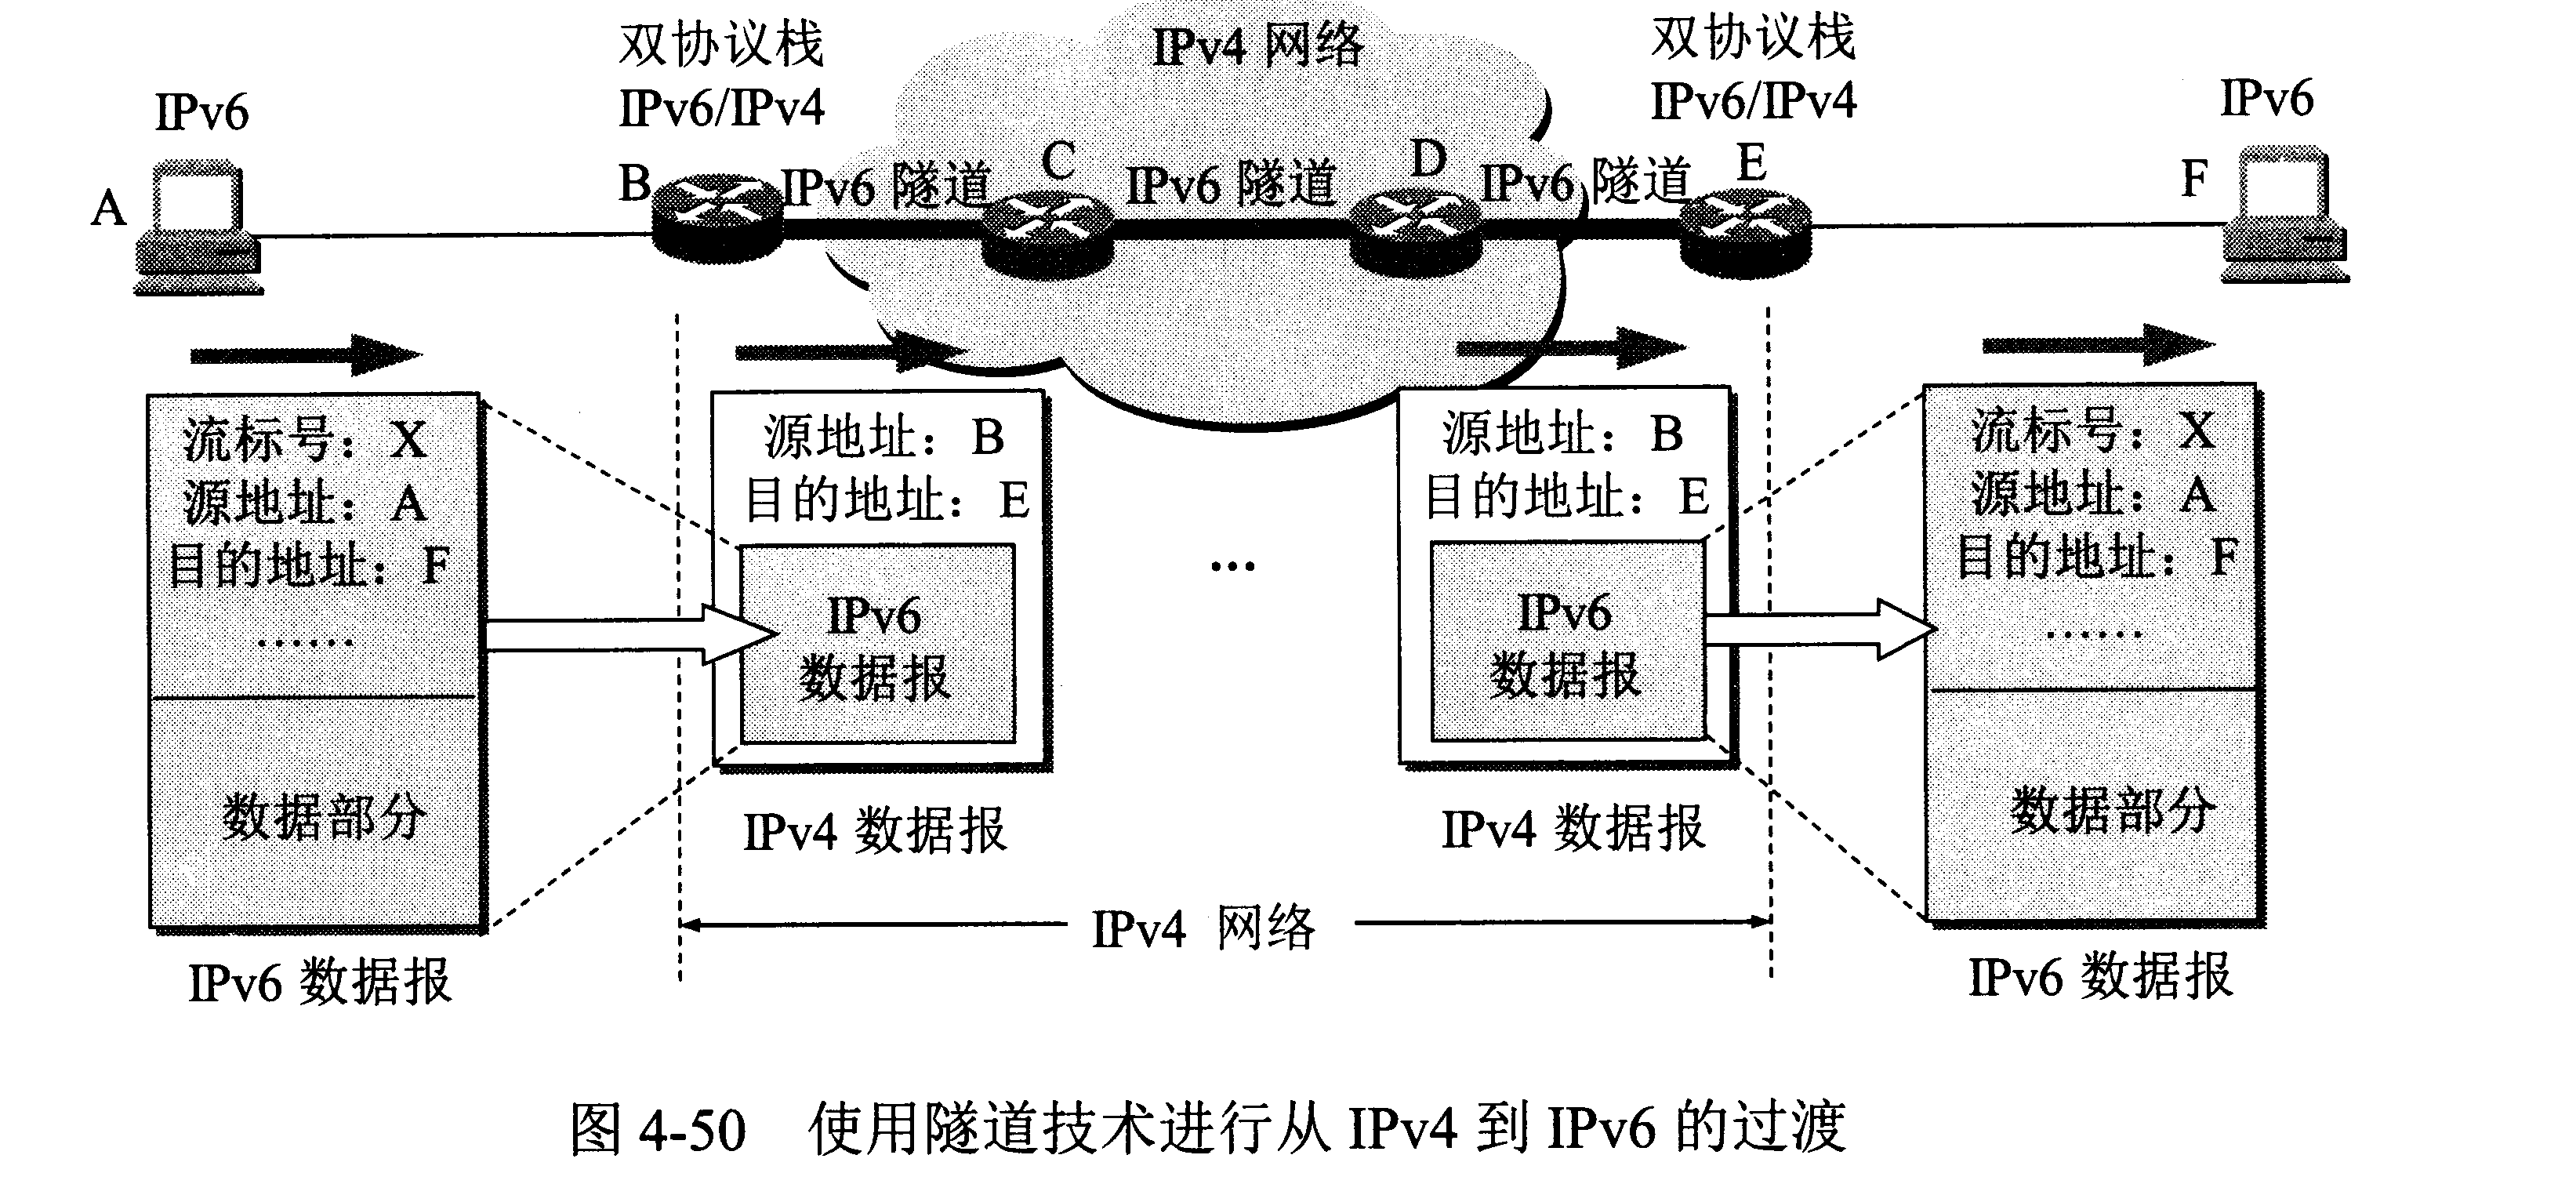 IPv6
双协议栈
IPv6/IPv4
IPv4 网络
双协议栈
IPv6/IPv4
IPv6
A
B
IPv6 隧道
C
IPv6 隧道
D
IPv6 隧道
E
F
流标号：X
源地址：A
目的地址：F
……
数据部分
IPv6 数据报
源地址：B
目的地址：E
IPv6
数据报
IPv4 数据报
…
源地址：B
目的地址：E
IPv6
数据报
IPv4 数据报
流标号：X
源地址：A
目的地址：F
……
数据部分
IPv6 数据报
IPv4 网络
图 4-50 使用隧道技术进行从 IPv4 到 IPv6 的过渡